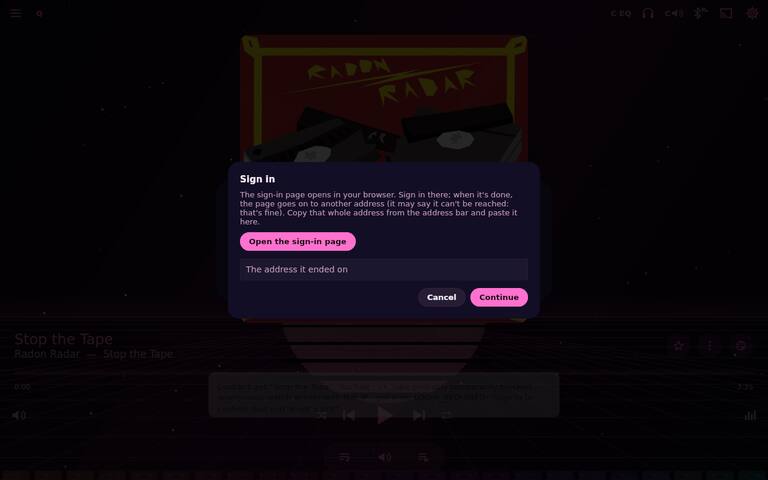 C EQ
RADON
RADAR
Sign in
The sign-in page opens in your browser. Sign in there; when it's done,
the page goes on to another address (it may say it can't be reached;
that's fine). Copy that whole address from the address bar and paste it
here.
Open the sign-in page
The address it ended on
Cancel
Continue
Stop the Tape
Radon Radar — Stop the Tape
0:00